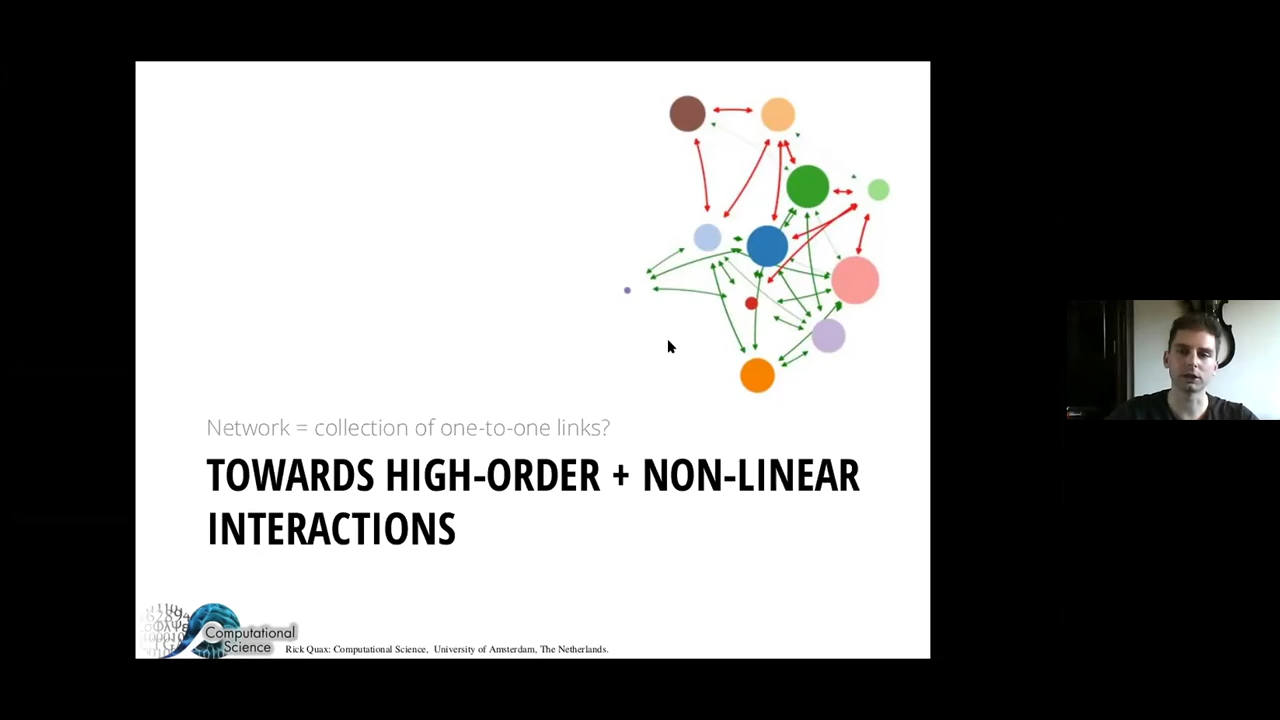 Network = collection of one-to-one links?
TOWARDS HIGH-ORDER + NON-LINEAR
INTERACTIONS
Computational
Science
Rick Quax: Computational Science, University of Amsterdam, The Netherlands.